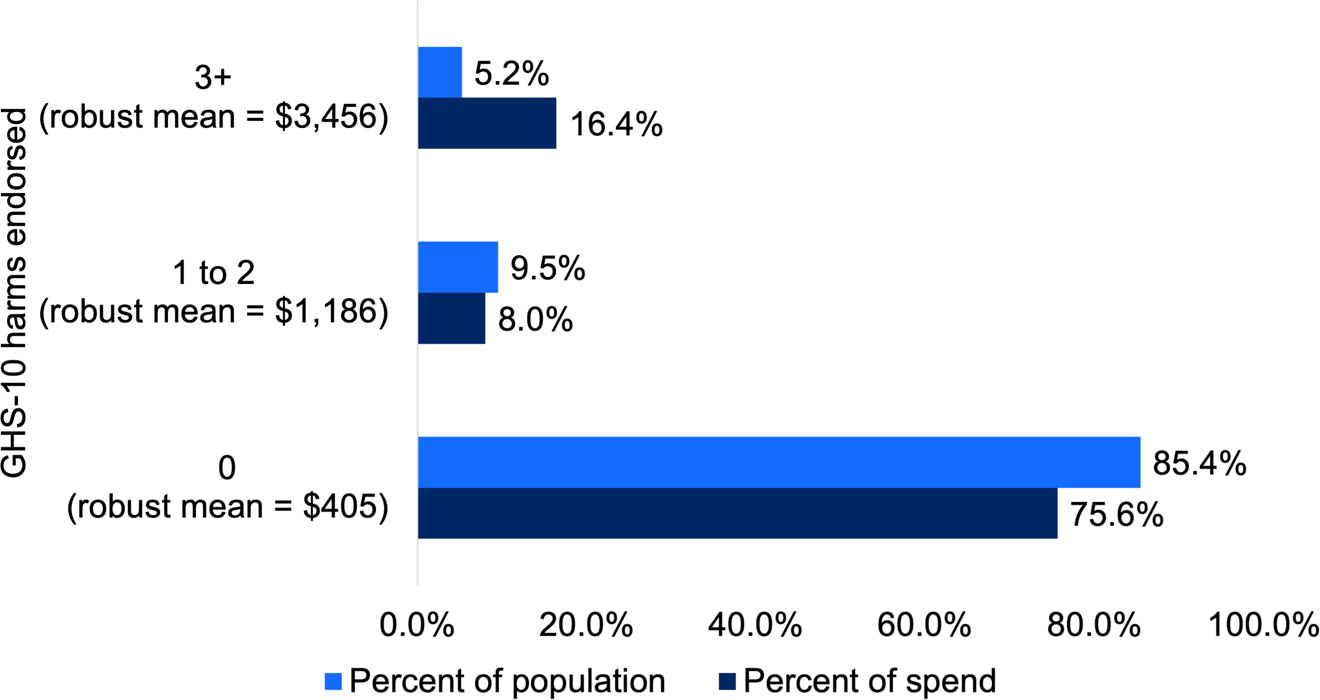 GHS-10 harms endorsed
3+
(robust mean = $3,456)
5.2%
16.4%
1 to 2
(robust mean = $1,186)
9.5%
8.0%
0
(robust mean = $405)
85.4%
75.6%
0.0% 20.0% 40.0% 60.0% 80.0% 100.0%
Percent of population Percent of spend